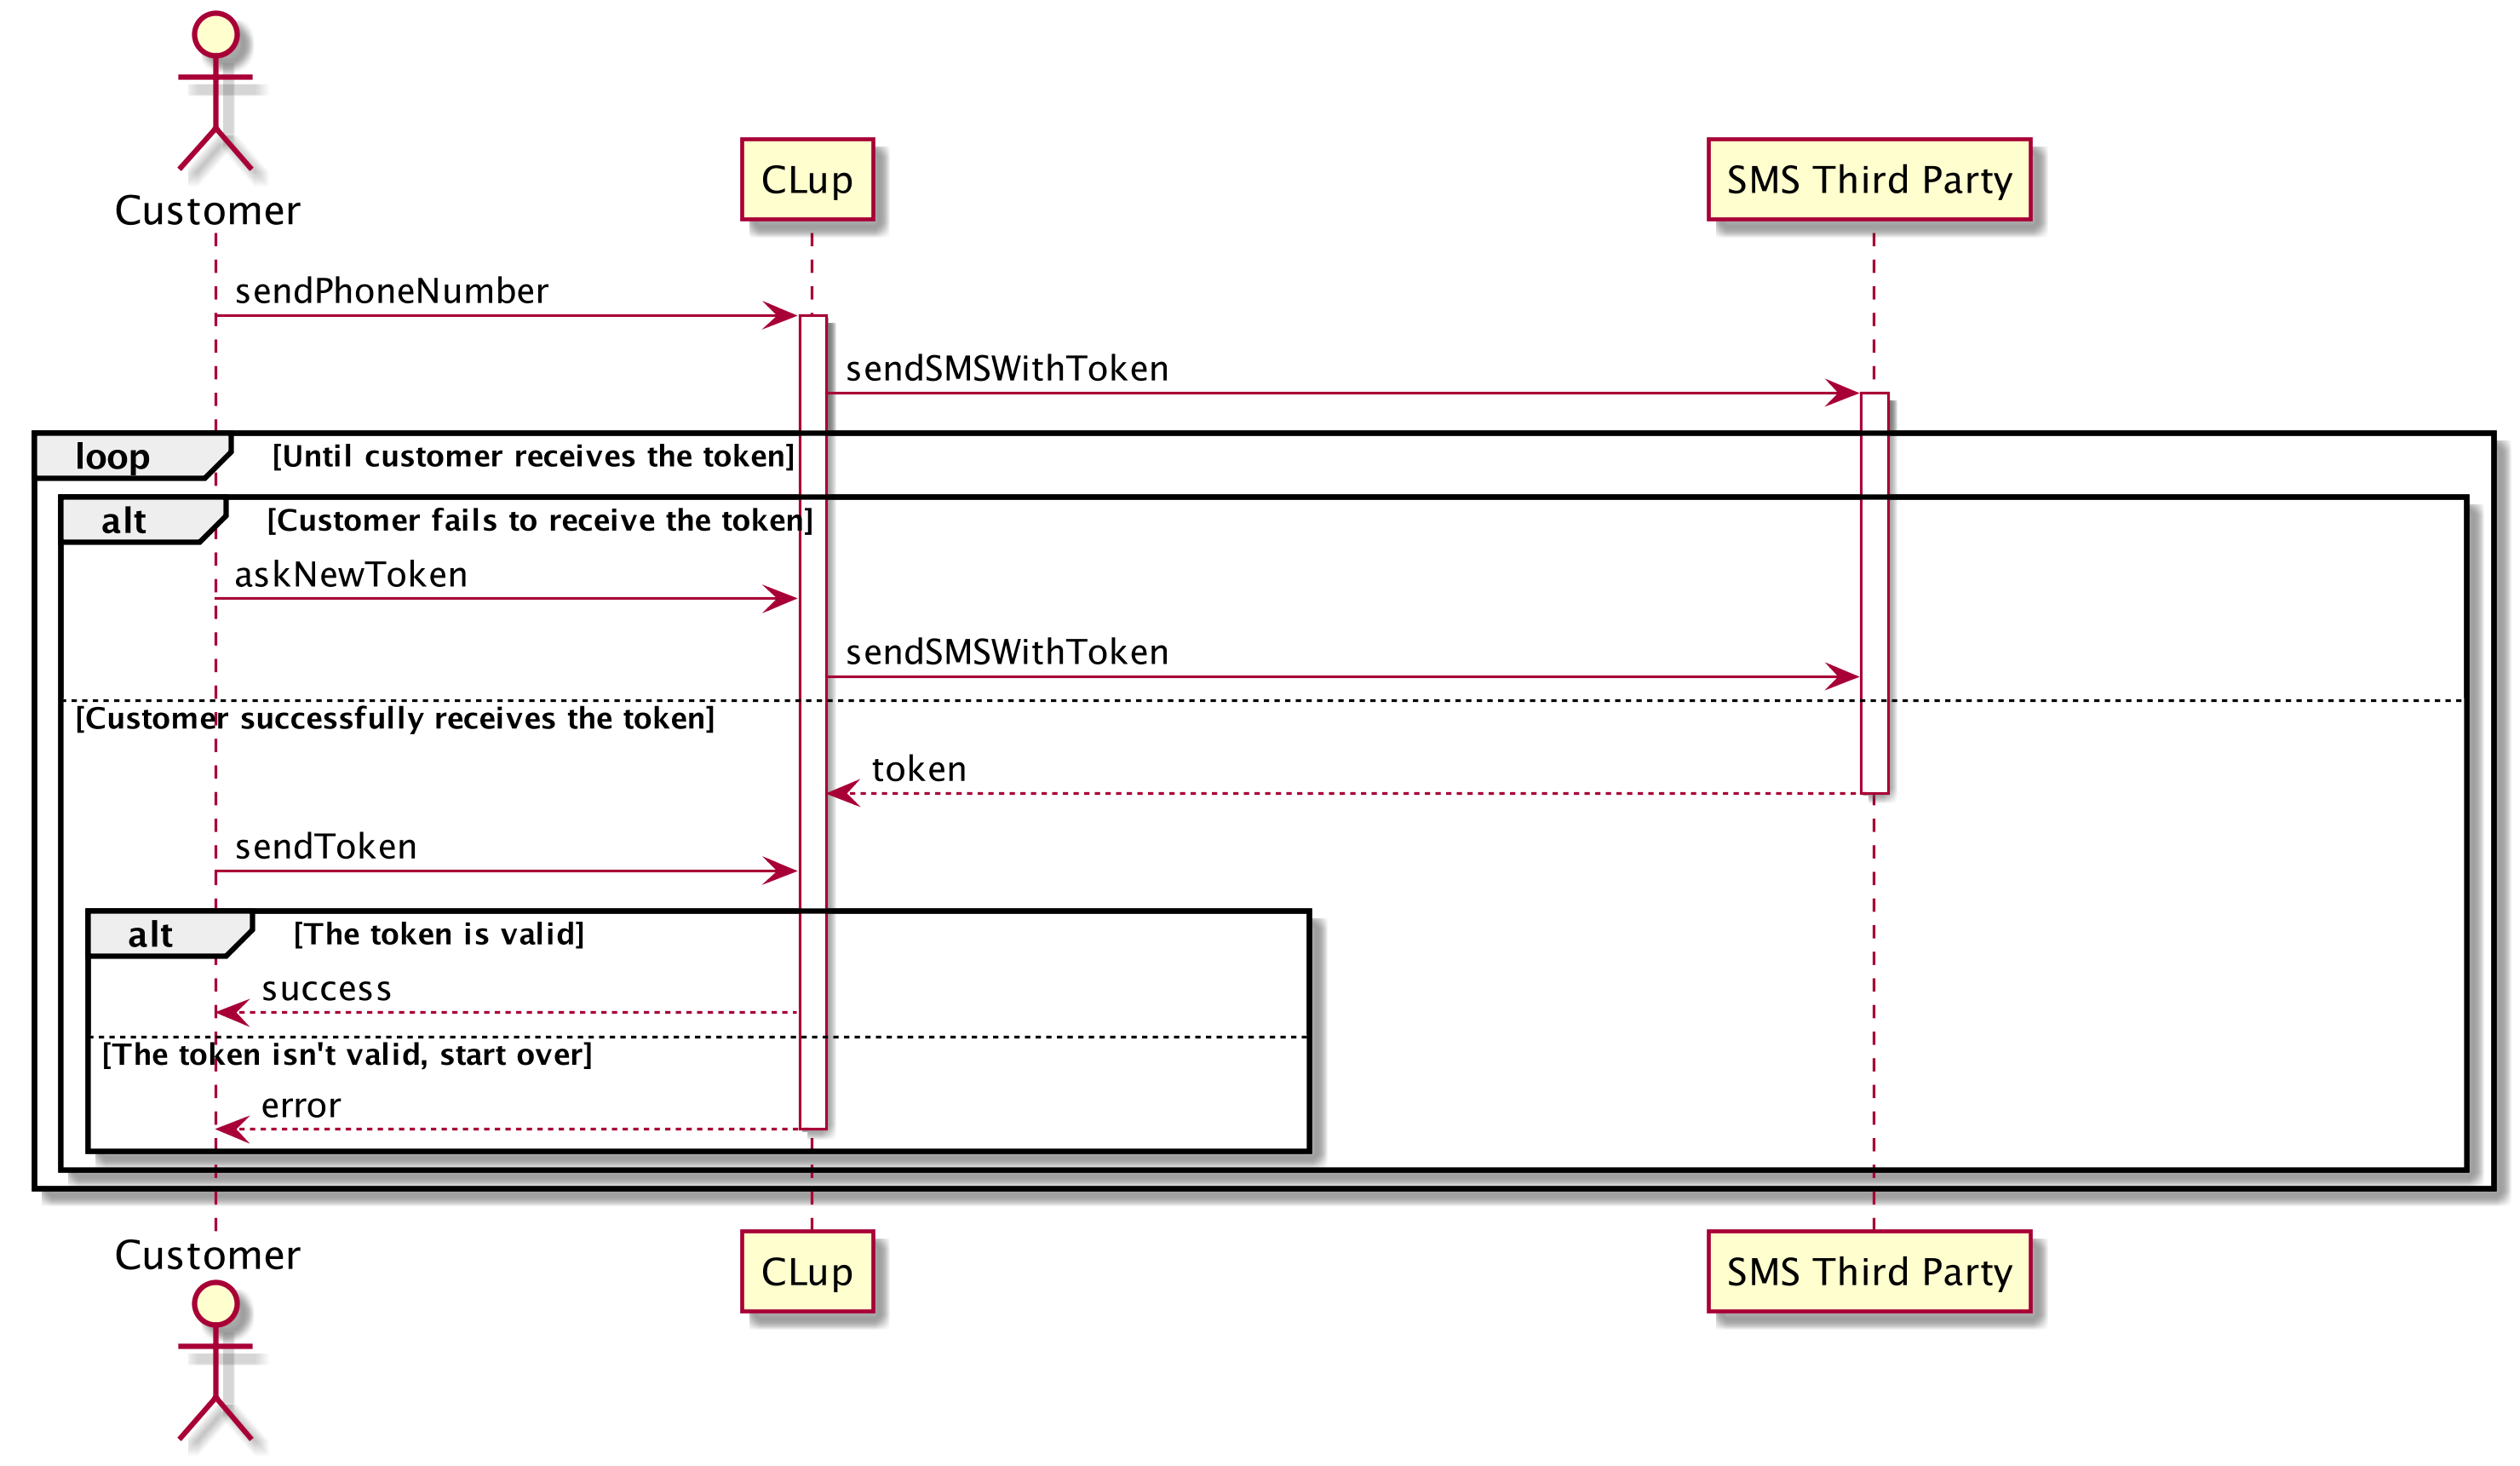 Customer
CLup
SMS Third Party
sendPhoneNumber
sendSMSWithToken
loop
[Until customer receives the token]
alt
[Customer fails to receive the token]
askNewToken
sendSMSWithToken
[Customer successfully receives the token]
token
sendToken
alt
[The token is valid]
success
[The token isn't valid, start over]
error
Customer
CLup
SMS Third Party